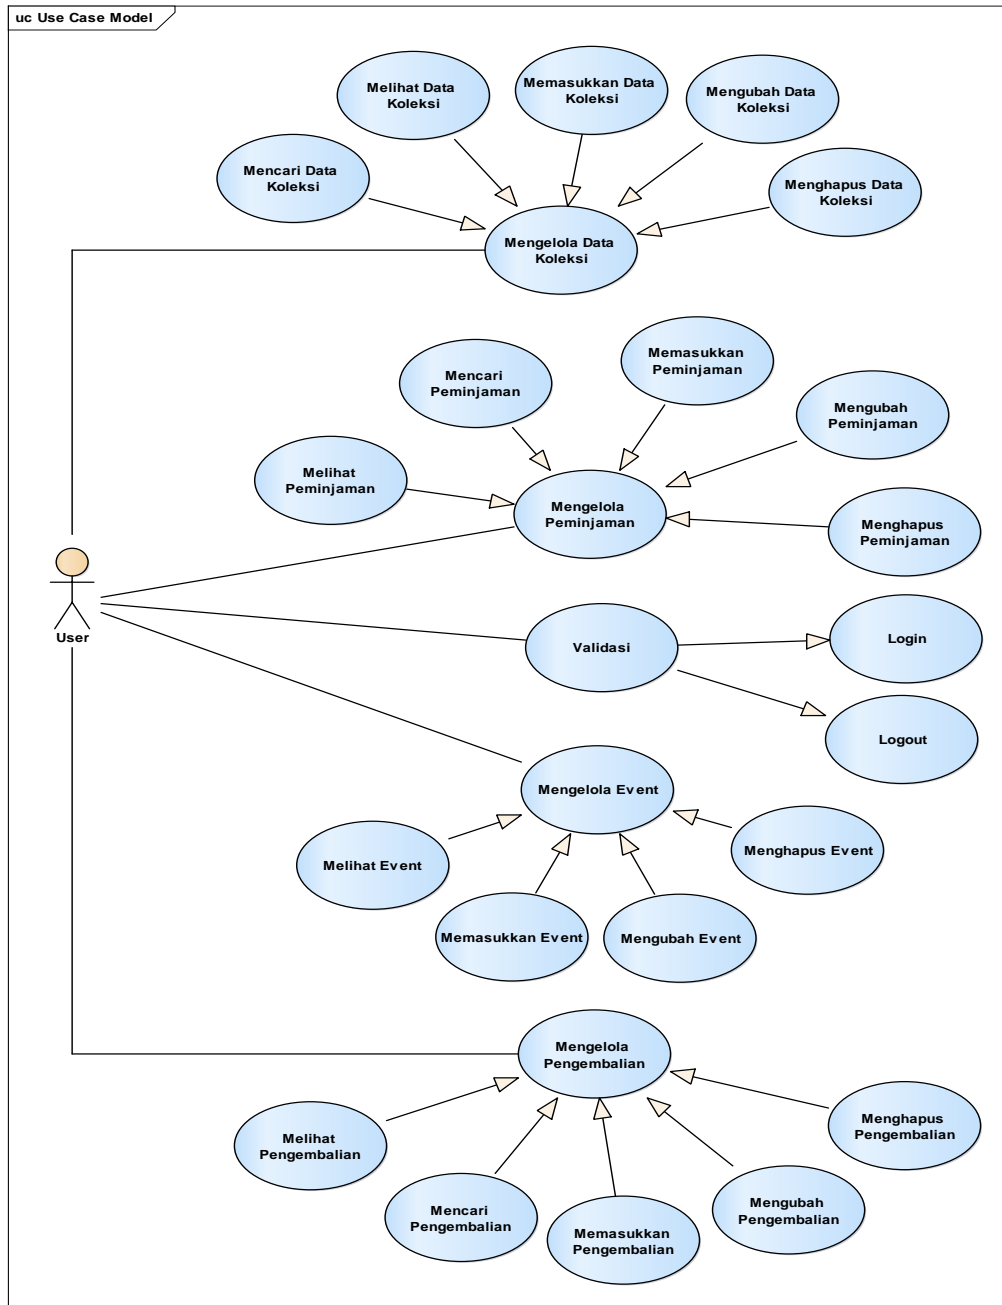 uc Use Case Model
Melihat Data
Koleksi
Memasukkan Data
Koleksi
Mengubah Data
Koleksi
Mencari Data
Koleksi
Menghapus Data
Koleksi
Mengelola Data
Koleksi
Mencari
Peminjaman
Memasukkan
Peminjaman
Mengubah
Peminjaman
Melihat
Peminjaman
Mengelola
Peminjaman
Menghapus
Peminjaman
User
Validasi
Login
Logout
Mengelola Event
Melihat Event
Menghapus Event
Memasukkan Event
Mengubah Event
Mengelola
Pengembalian
Melihat
Pengembalian
Menghapus
Pengembalian
Mencari
Pengembalian
Memasukkan
Pengembalian
Mengubah
Pengembalian